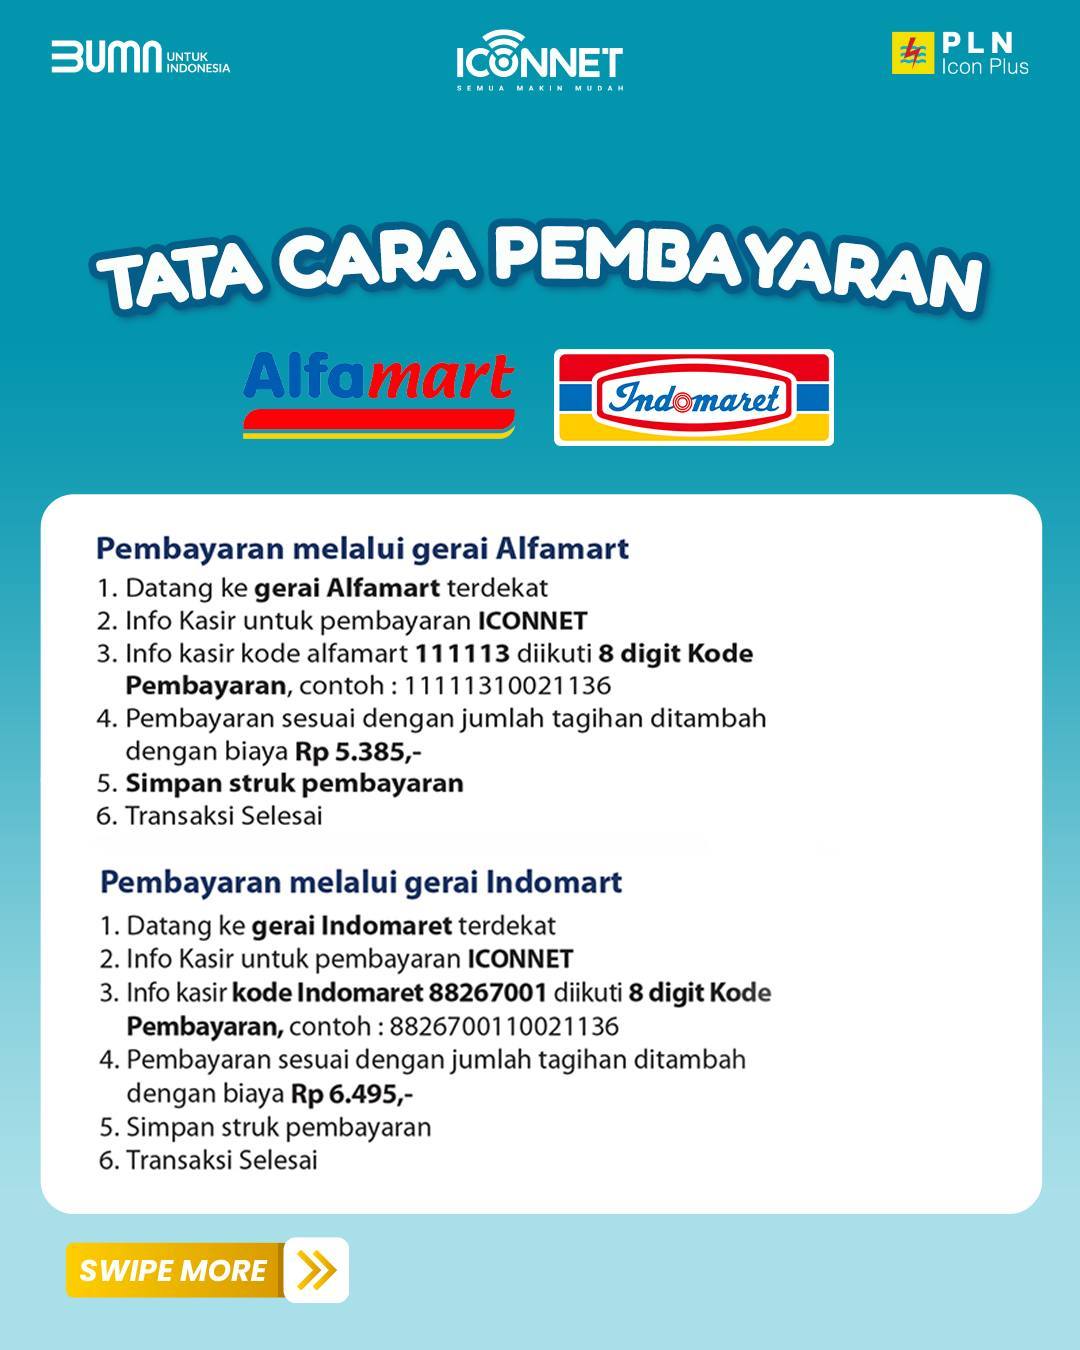 BUMN UNTUK
INDONESIA
ICONNET
SEMUA MAKIN MUDAH
PLN
Icon Plus
TATA CARA PEMBAYARAN
Alfamart
Indomaret
Pembayaran melalui gerai Alfamart
1. Datang ke gerai Alfamart terdekat
2. Info Kasir untuk pembayaran ICONNET
3. Info kasir kode alfamart 111113 diikuti 8 digit Kode
Pembayaran, contoh : 11111310021136
4. Pembayaran sesuai dengan jumlah tagihan ditambah
dengan biaya Rp 5.385,-
5. Simpan struk pembayaran
6. Transaksi Selesai
Pembayaran melalui gerai Indomart
1. Datang ke gerai Indomaret terdekat
2. Info Kasir untuk pembayaran ICONNET
3. Info kasir kode Indomaret 88267001 diikuti 8 digit Kode
Pembayaran, contoh : 8826700110021136
4. Pembayaran sesuai dengan jumlah tagihan ditambah
dengan biaya Rp 6.495,-
5. Simpan struk pembayaran
6. Transaksi Selesai
SWIPE MORE